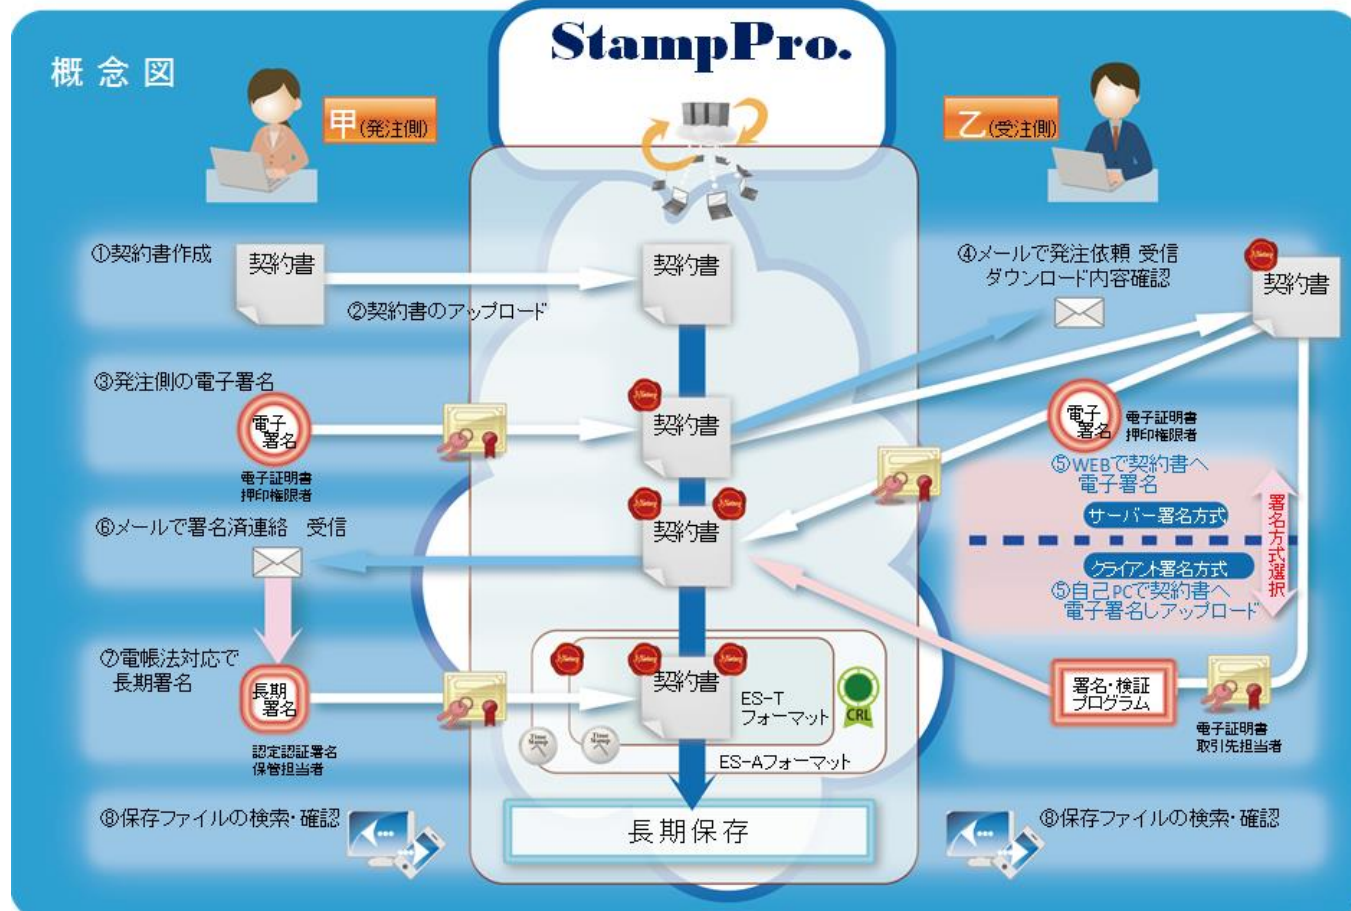 StampPro.
概念図
甲(発注側)
乙(受注側)
①契約書作成
契約書
契約書
②契約書のアップロード
④メールで発注依頼 受信
ダウンロード内容確認
契約書
③発注側の電子署名
電子
署名
電子証明書
押印権限者
契約書
電子
署名
電子証明書
押印権限者
⑤WEBで契約書へ
電子署名
サーバー署名方式
クライアント署名方式
⑤自己PCで契約書へ
電子署名しアップロード
署名方式選択
⑥メールで署名済連絡 受信
契約書
⑦電帳法対応で
長期署名
長期
署名
認定認証署名
保管担当者
契約書
ES-T
フォーマット
CRL
Time
Stamp
Time
Stamp
ES-Aフォーマット
署名・検証
プログラム
電子証明書
取引先担当者
⑧保存ファイルの検索・確認
長期保存
⑧保存ファイルの検索・確認